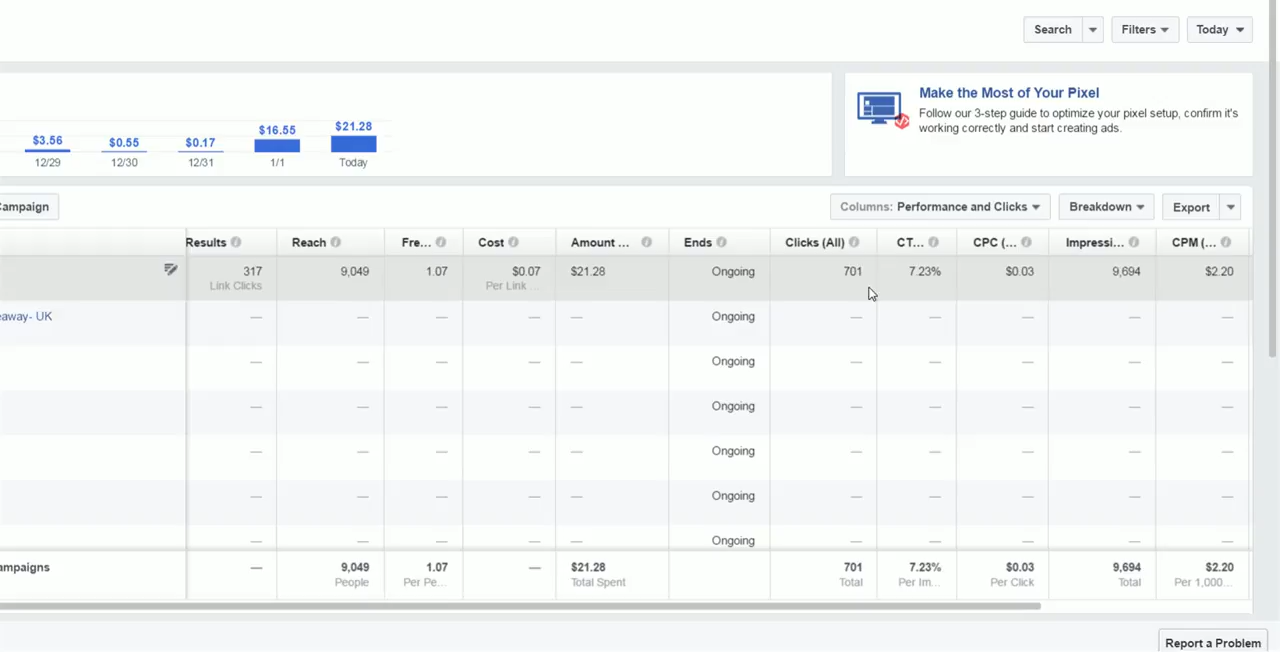 Search Filters Today
Make the Most of Your Pixel
Follow our 3-step guide to optimize your pixel setup, confirm it's
working correctly and start creating ads.
$3.56 $0.55 $0.17 $16.55 $21.28
12/29 12/30 12/31 1/1 Today
Campaign Columns: Performance and Clicks Breakdown Export
Results Reach Fre... Cost Amount ... Ends Clicks (All) CT... CPC (... Impressi... CPM (...
317 9,049 1.07 $0.07 $21.28 Ongoing 701 7.23% $0.03 9,694 $2.20
Link Clicks Per Link ...
eaway- UK — — — — — Ongoing — — — — —
— — — — — Ongoing — — — — —
— — — — — Ongoing — — — — —
— — — — — Ongoing — — — — —
— — — — — Ongoing — — — — —
— — — — — Ongoing — — — — —
ampaigns — 9,049 1.07 — $21.28 701 7.23% $0.03 9,694 $2.20
People Per Pe... Total Spent Total Per Im... Per Click Total Per 1,000...
Report a Problem